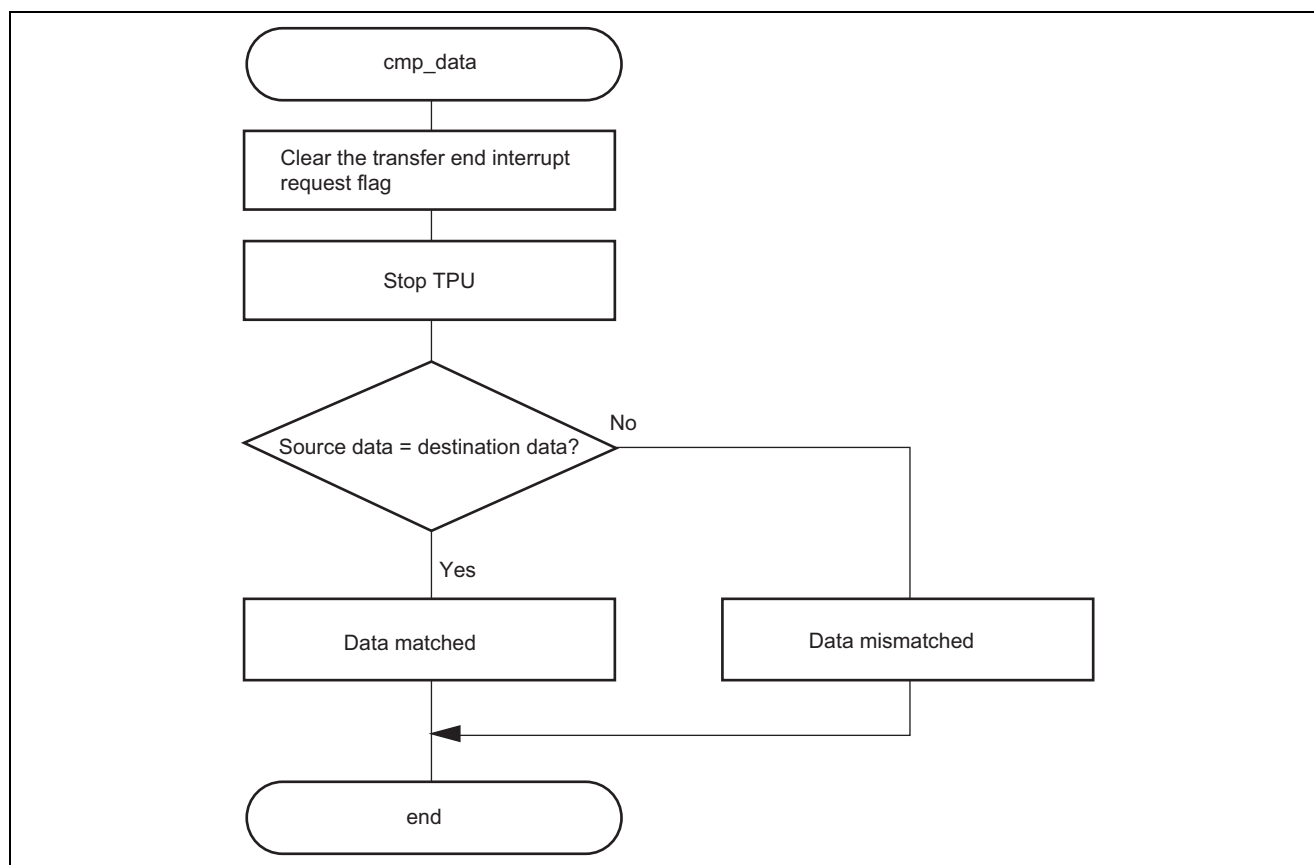 cmp_data
Clear the transfer end interrupt
request flag
Stop TPU
Source data = destination data?
No
Yes
Data matched
Data mismatched
end